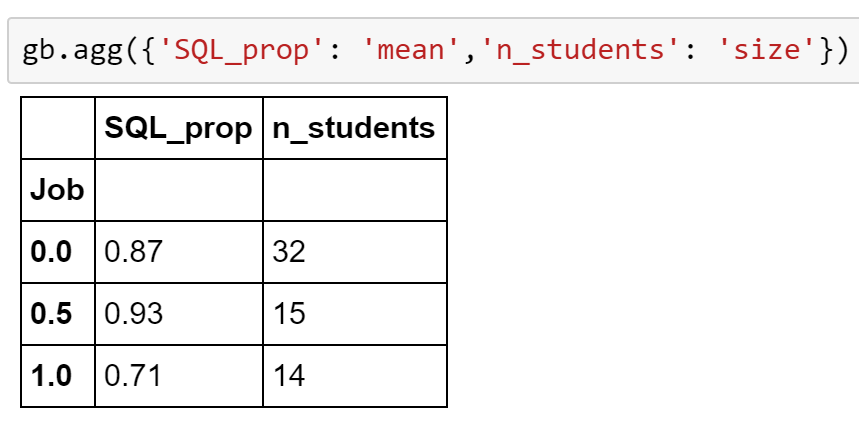 gb.agg({'SQL_prop': 'mean','n_students': 'size'})
SQL_prop n_students
Job
0.0 0.87 32
0.5 0.93 15
1.0 0.71 14